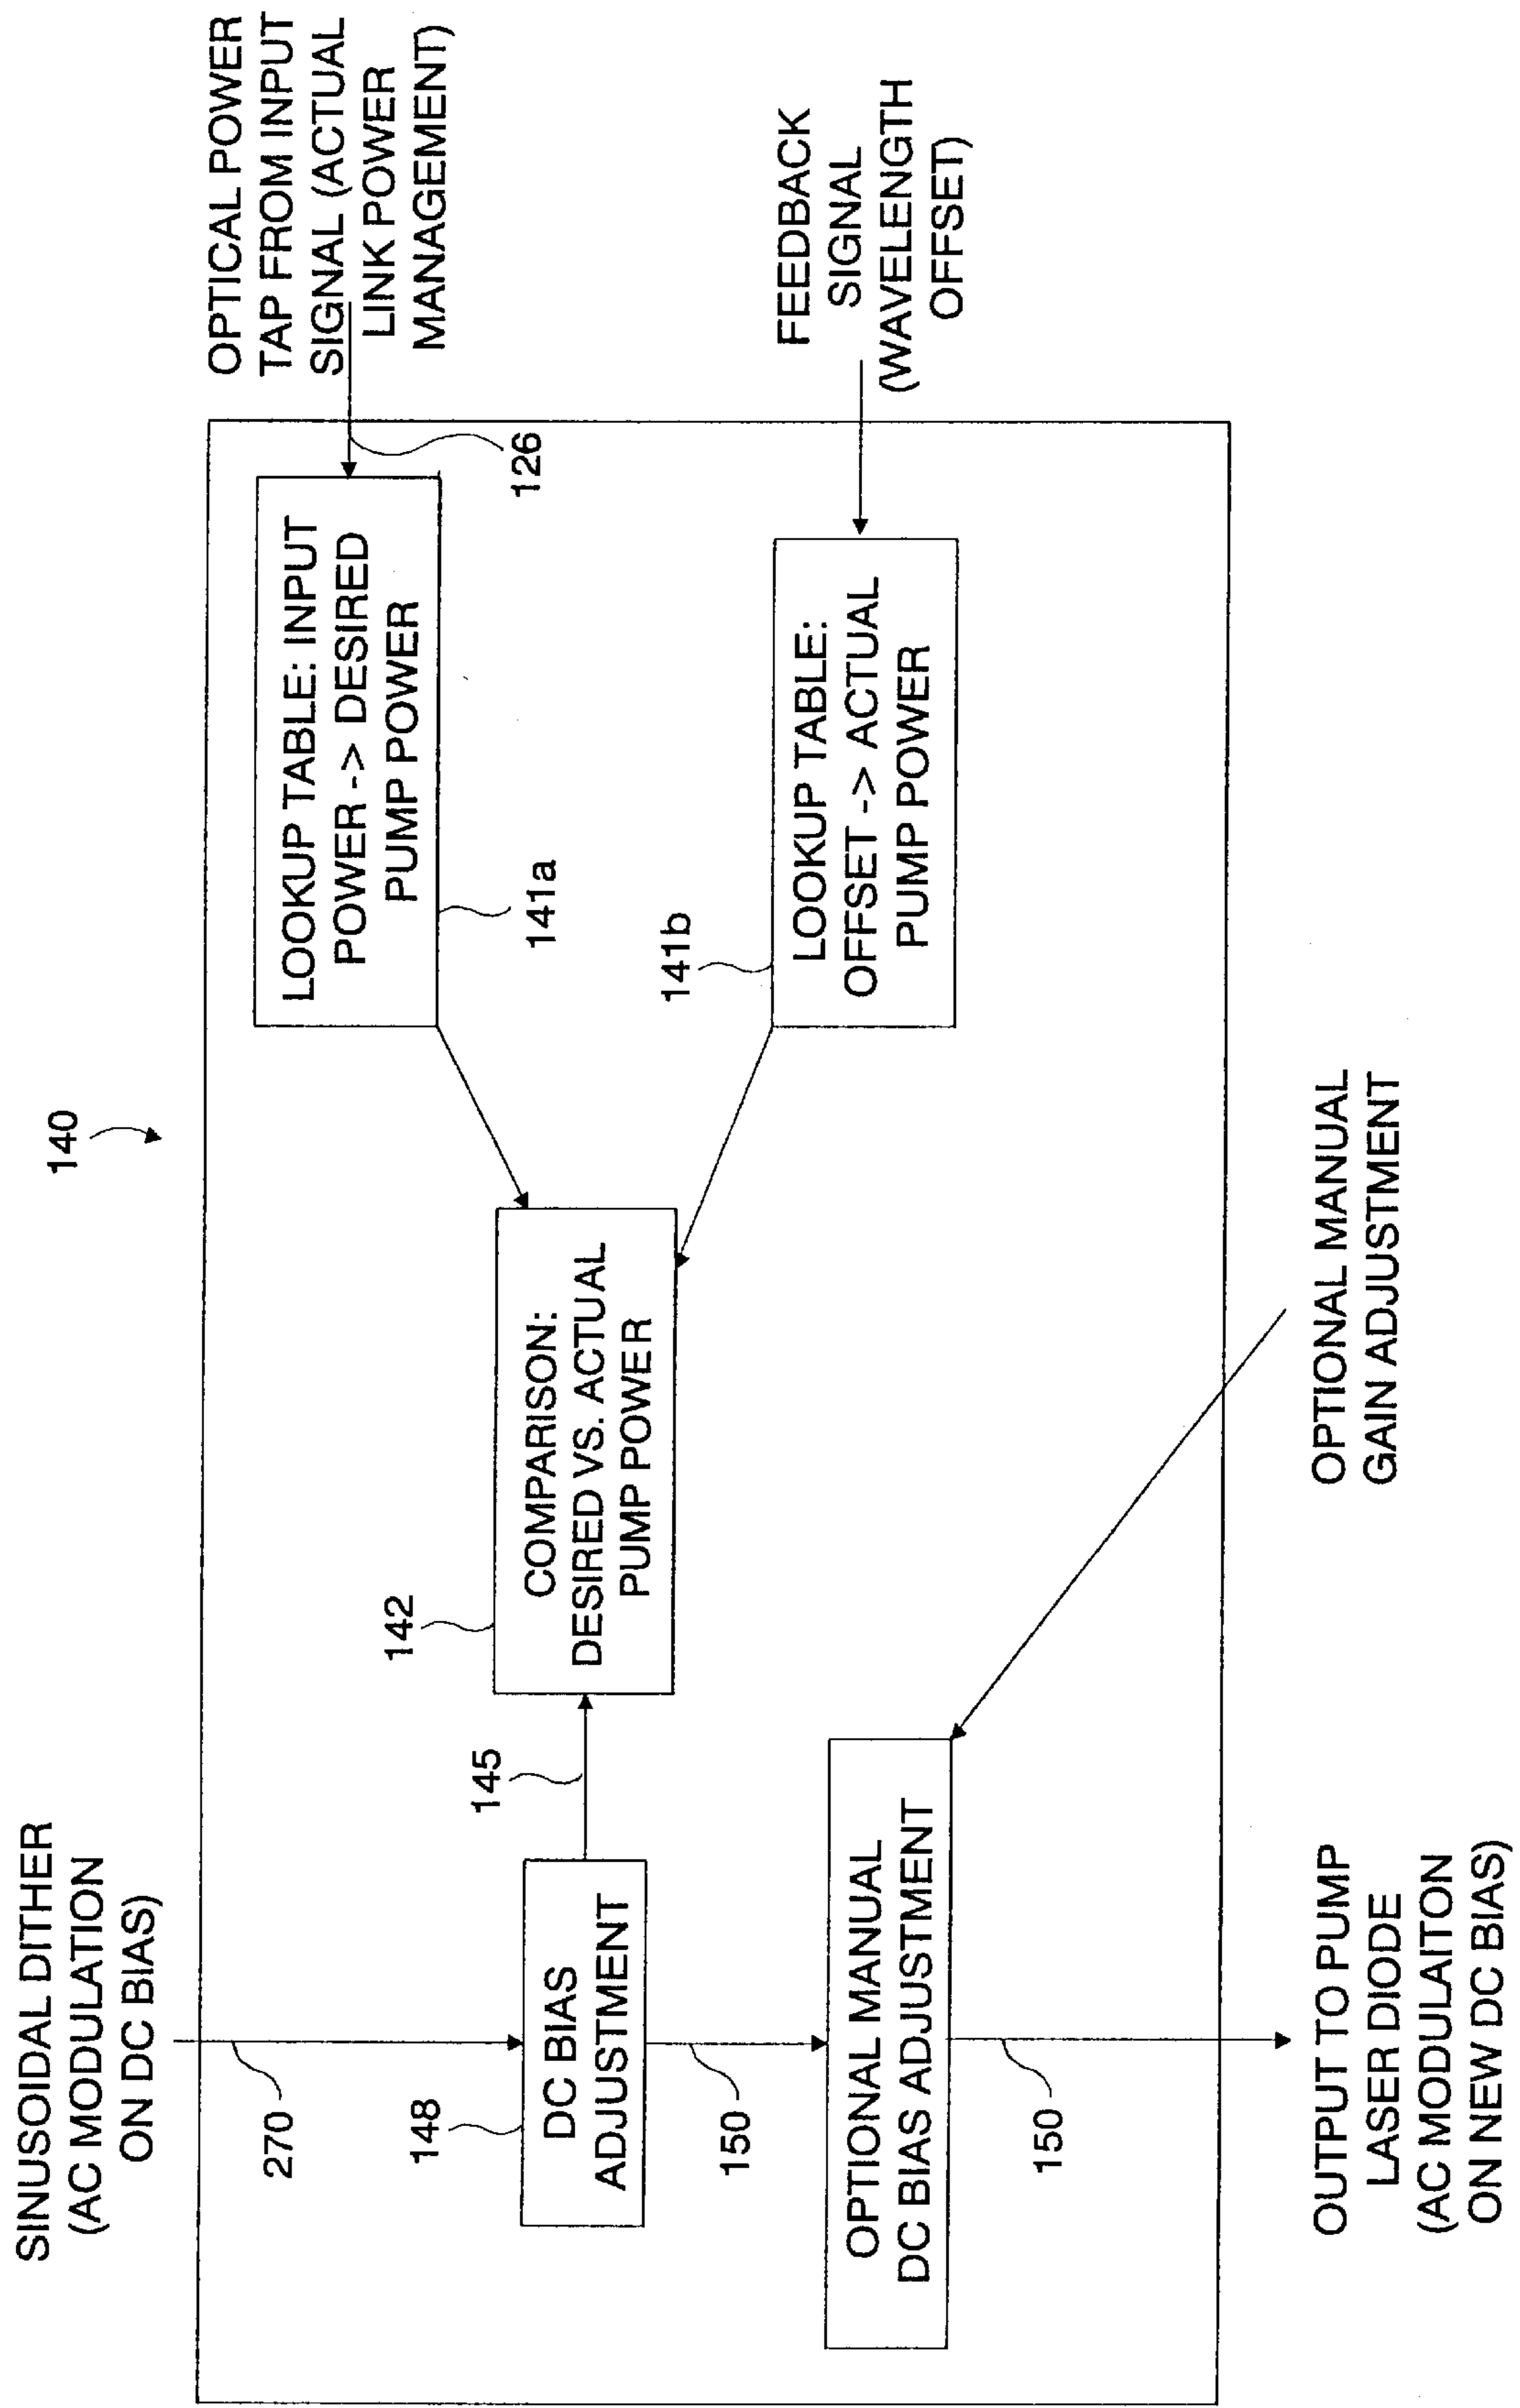 140
SINUSOIDAL DITHER
(AC MODULATION
ON DC BIAS)
270
148
DC BIAS
ADJUSTMENT
145
150
OPTIONAL MANUAL
DC BIAS ADJUSTMENT
150
OUTPUT TO PUMP
LASER DIODE
(AC MODULAITON
ON NEW DC BIAS)
142
COMPARISON:
DESIRED VS. ACTUAL
PUMP POWER
OPTIONAL MANUAL
GAIN ADJUSTMENT
LOOKUP TABLE: INPUT
POWER -> DESIRED
PUMP POWER
141a
126
141b
LOOKUP TABLE:
OFFSET -> ACTUAL
PUMP POWER
OPTICAL POWER
TAP FROM INPUT
SIGNAL (ACTUAL
LINK POWER
MANAGEMENT)
FEEDBACK
SIGNAL
(WAVELENGTH
OFFSET)